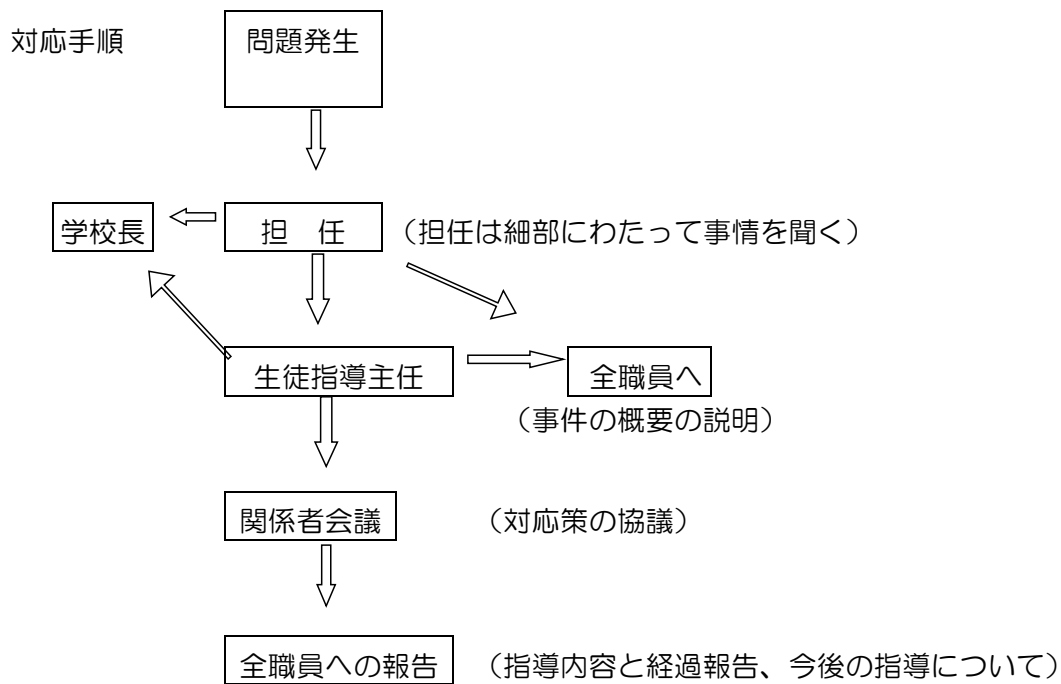 対応手順
問題発生
学校長
担　任
（担任は細部にわたって事情を聞く）
生徒指導主任
全職員へ
（事件の概要の説明）
関係者会議
（対応策の協議）
全職員への報告
（指導内容と経過報告、今後の指導について）